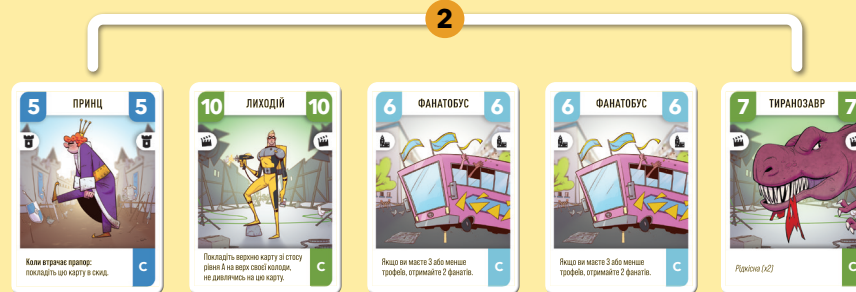 2
5 ПРИНЦ 5
Коли втрачає прапор:
покладіть цю карту в скид.
C
10 ЛИХОДІЙ 10
Покладіть верхню карту зі стосу
рівня A на верх своєї колоди,
не дивлячись на цю карту.
C
6 ФАНАТОБУС 6
Якщо ви маєте 3 або менше
трофеїв, отримайте 2 фанатів.
C
6 ФАНАТОБУС 6
Якщо ви маєте 3 або менше
трофеїв, отримайте 2 фанатів.
C
7 ТИРАНОЗАВР 7
Рідкісна (x2)
C